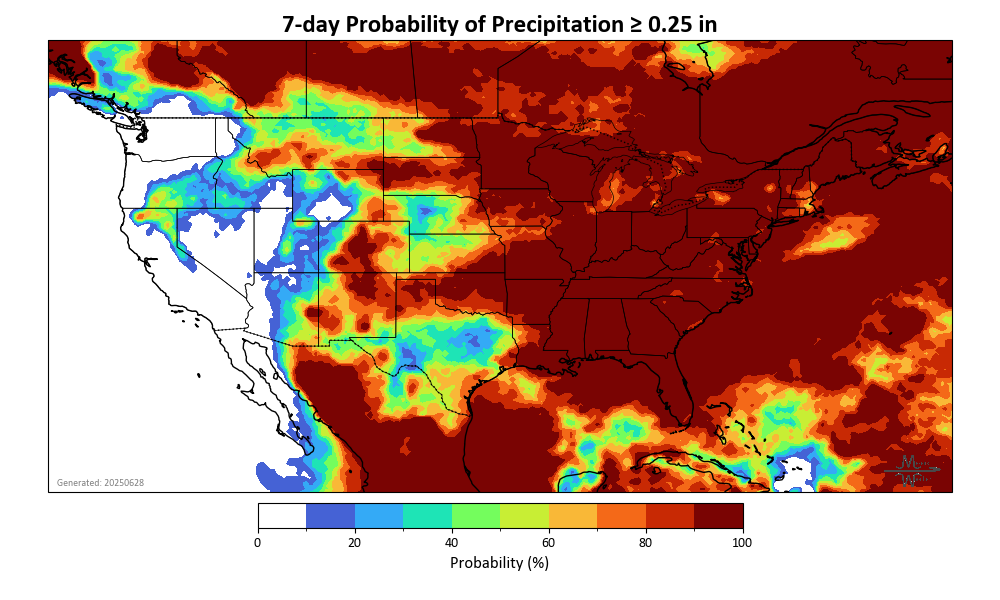 7-day Probability of Precipitation ≥ 0.25 in
Generated: 20250628
0 20 40 60 80 100
Probability (%)